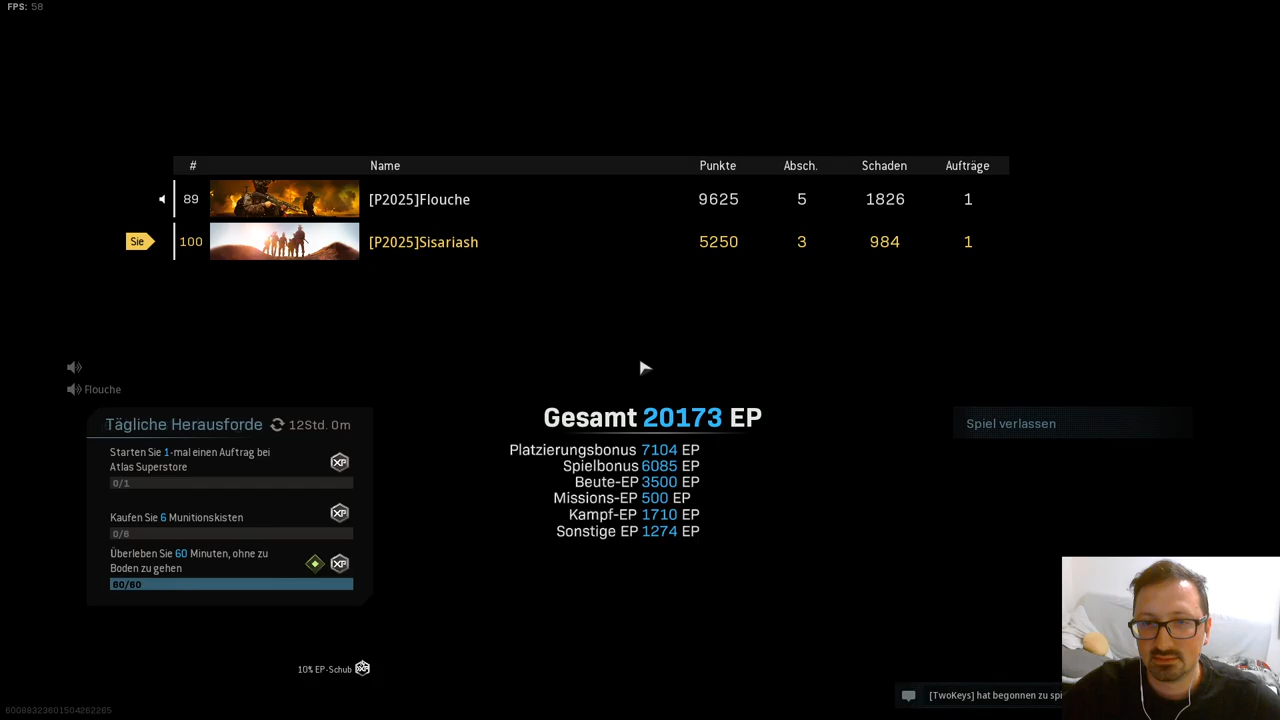 FPS: 58
# Name Punkte Absch. Schaden Aufträge
89 [P2025]Flouche 9625 5 1826 1
Sie 100 [P2025]Sisariash 5250 3 984 1
Flouche
Tägliche Herausforde 12Std. 0m
Starten Sie 1-mal einen Auftrag bei
Atlas Superstore
XP
0/1
Kaufen Sie 6 Munitionskisten
XP
0/6
Überleben Sie 60 Minuten, ohne zu
Boden zu gehen
XP
60/60
10% EP-Schub
Gesamt 20173 EP
Platzierungsbonus 7104 EP
Spielbonus 6085 EP
Beute-EP 3500 EP
Missions-EP 500 EP
Kampf-EP 1710 EP
Sonstige EP 1274 EP
Spiel verlassen
[TwoKeys] hat begonnen zu spi
60088323601504262265